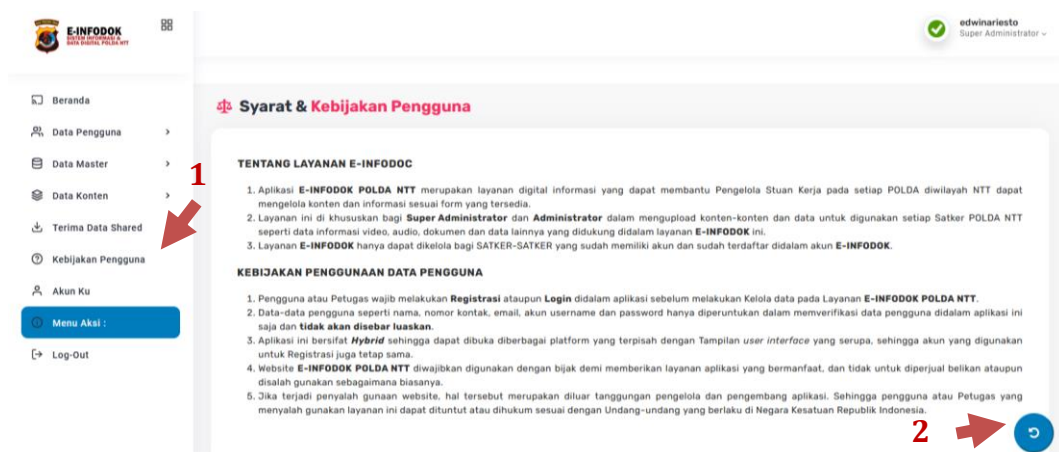 E-INFODOK
SISTEM INFORMASI &
DATA DIGITAL POLDA NTT
edwinariesto
Super Administrator
Beranda
Data Pengguna
Data Master
Data Konten
Terima Data Shared
Kebijakan Pengguna
Akun Ku
Menu Aksi :
Log-Out
1
Syarat & Kebijakan Pengguna
TENTANG LAYANAN E-INFODOC
1. Aplikasi E-INFODOK POLDA NTT merupakan layanan digital informasi yang dapat membantu Pengelola Stuan Kerja pada setiap POLDA diwilayah NTT dapat
mengelola konten dan informasi sesuai form yang tersedia.
2. Layanan ini di khususkan bagi Super Administrator dan Administrator dalam mengupload konten-konten dan data untuk digunakan setiap Satker POLDA NTT
seperti data informasi video, audio, dokumen dan data lainnya yang didukung didalam layanan E-INFODOK ini.
3. Layanan E-INFODOK hanya dapat dikelola bagi SATKER-SATKER yang sudah memiliki akun dan sudah terdaftar didalam akun E-INFODOK.
KEBIJAKAN PENGGUNAAN DATA PENGGUNA
1. Pengguna atau Petugas wajib melakukan Registrasi ataupun Login didalam aplikasi sebelum melakukan Kelola data pada Layanan E-INFODOK POLDA NTT.
2. Data-data pengguna seperti nama, nomor kontak, email, akun username dan password hanya diperuntukan dalam memverifikasi data pengguna didalam aplikasi ini
saja dan tidak akan disebar luaskan.
3. Aplikasi ini bersifat Hybrid sehingga dapat dibuka diberbagai platform yang terpisah dengan Tampilan user interface yang serupa, sehingga akun yang digunakan
untuk Registrasi juga tetap sama.
4. Website E-INFODOK POLDA NTT diwajibkan digunakan dengan bijak demi memberikan layanan aplikasi yang bermanfaat, dan tidak untuk diperjual belikan ataupun
disalah gunakan sebagaimana biasanya.
5. Jika terjadi penyalah gunaan website, hal tersebut merupakan diluar tanggungan pengelola dan pengembang aplikasi. Sehingga pengguna atau Petugas yang
menyalah gunakan layanan ini dapat dituntut atau dihukum sesuai dengan Undang-undang yang berlaku di Negara Kesatuan Republik Indonesia.
2